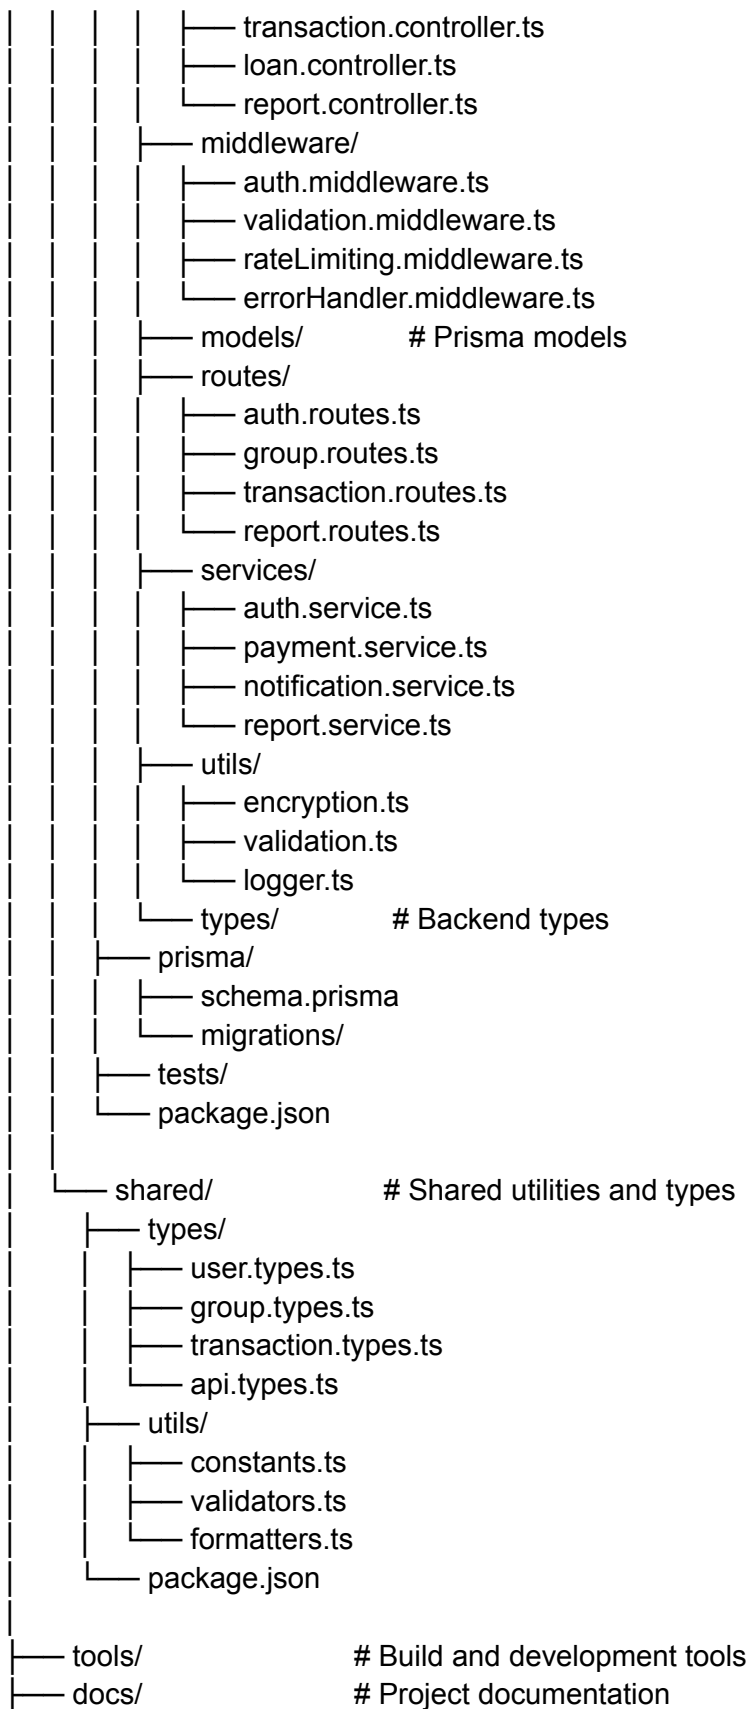 │   │   │   │   ├── transaction.controller.ts
│   │   │   │   ├── loan.controller.ts
│   │   │   │   └── report.controller.ts
│   │   │   ├── middleware/
│   │   │   │   ├── auth.middleware.ts
│   │   │   │   ├── validation.middleware.ts
│   │   │   │   ├── rateLimiting.middleware.ts
│   │   │   │   └── errorHandler.middleware.ts
│   │   │   ├── models/ # Prisma models
│   │   │   ├── routes/
│   │   │   │   ├── auth.routes.ts
│   │   │   │   ├── group.routes.ts
│   │   │   │   ├── transaction.routes.ts
│   │   │   │   └── report.routes.ts
│   │   │   ├── services/
│   │   │   │   ├── auth.service.ts
│   │   │   │   ├── payment.service.ts
│   │   │   │   ├── notification.service.ts
│   │   │   │   └── report.service.ts
│   │   │   ├── utils/
│   │   │   │   ├── encryption.ts
│   │   │   │   ├── validation.ts
│   │   │   │   └── logger.ts
│   │   │   └── types/ # Backend types
│   │   ├── prisma/
│   │   │   ├── schema.prisma
│   │   │   └── migrations/
│   │   ├── tests/
│   │   └── package.json
│   │
│   └── shared/ # Shared utilities and types
│       ├── types/
│       │   ├── user.types.ts
│       │   ├── group.types.ts
│       │   ├── transaction.types.ts
│       │   └── api.types.ts
│       ├── utils/
│       │   ├── constants.ts
│       │   ├── validators.ts
│       │   └── formatters.ts
│       └── package.json
│
├── tools/ # Build and development tools
├── docs/ # Project documentation